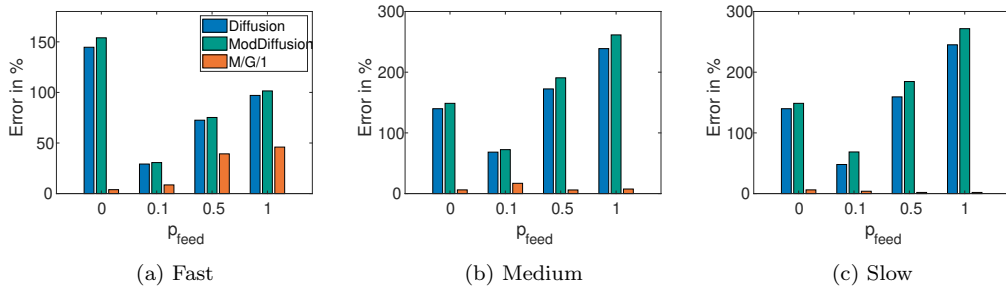 150
100
50
0
Error in %
0 0.1 0.5 1
p_feed
Diffusion
ModDiffusion
M/G/1
(a) Fast
300
200
100
0
Error in %
0 0.1 0.5 1
p_feed
(b) Medium
300
200
100
0
Error in %
0 0.1 0.5 1
p_feed
(c) Slow